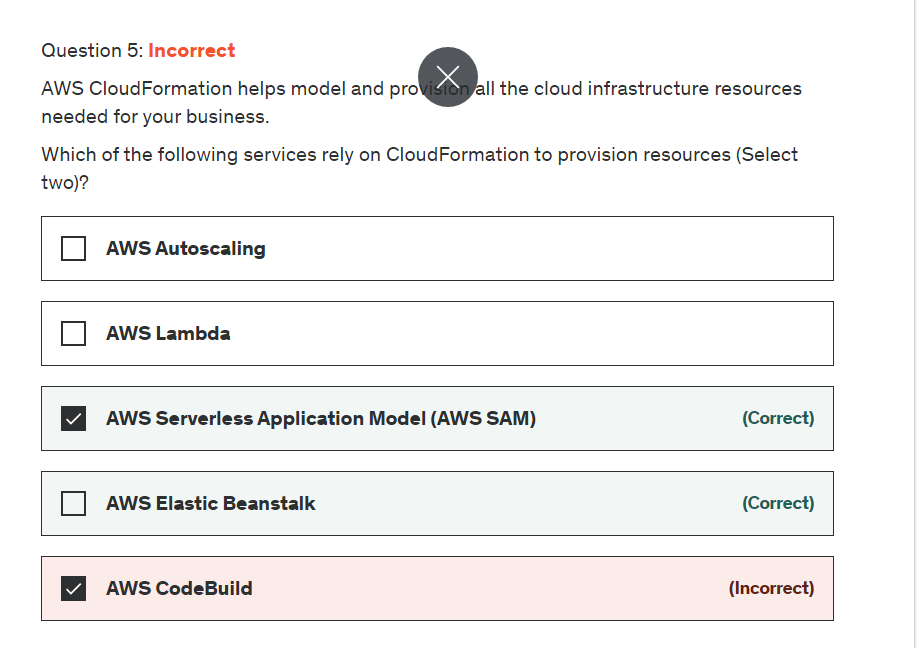 Question 5: Incorrect
AWS CloudFormation helps model and provision all the cloud infrastructure resources
needed for your business.
Which of the following services rely on CloudFormation to provision resources (Select
two)?
AWS Autoscaling
AWS Lambda
AWS Serverless Application Model (AWS SAM) (Correct)
AWS Elastic Beanstalk (Correct)
AWS CodeBuild (Incorrect)